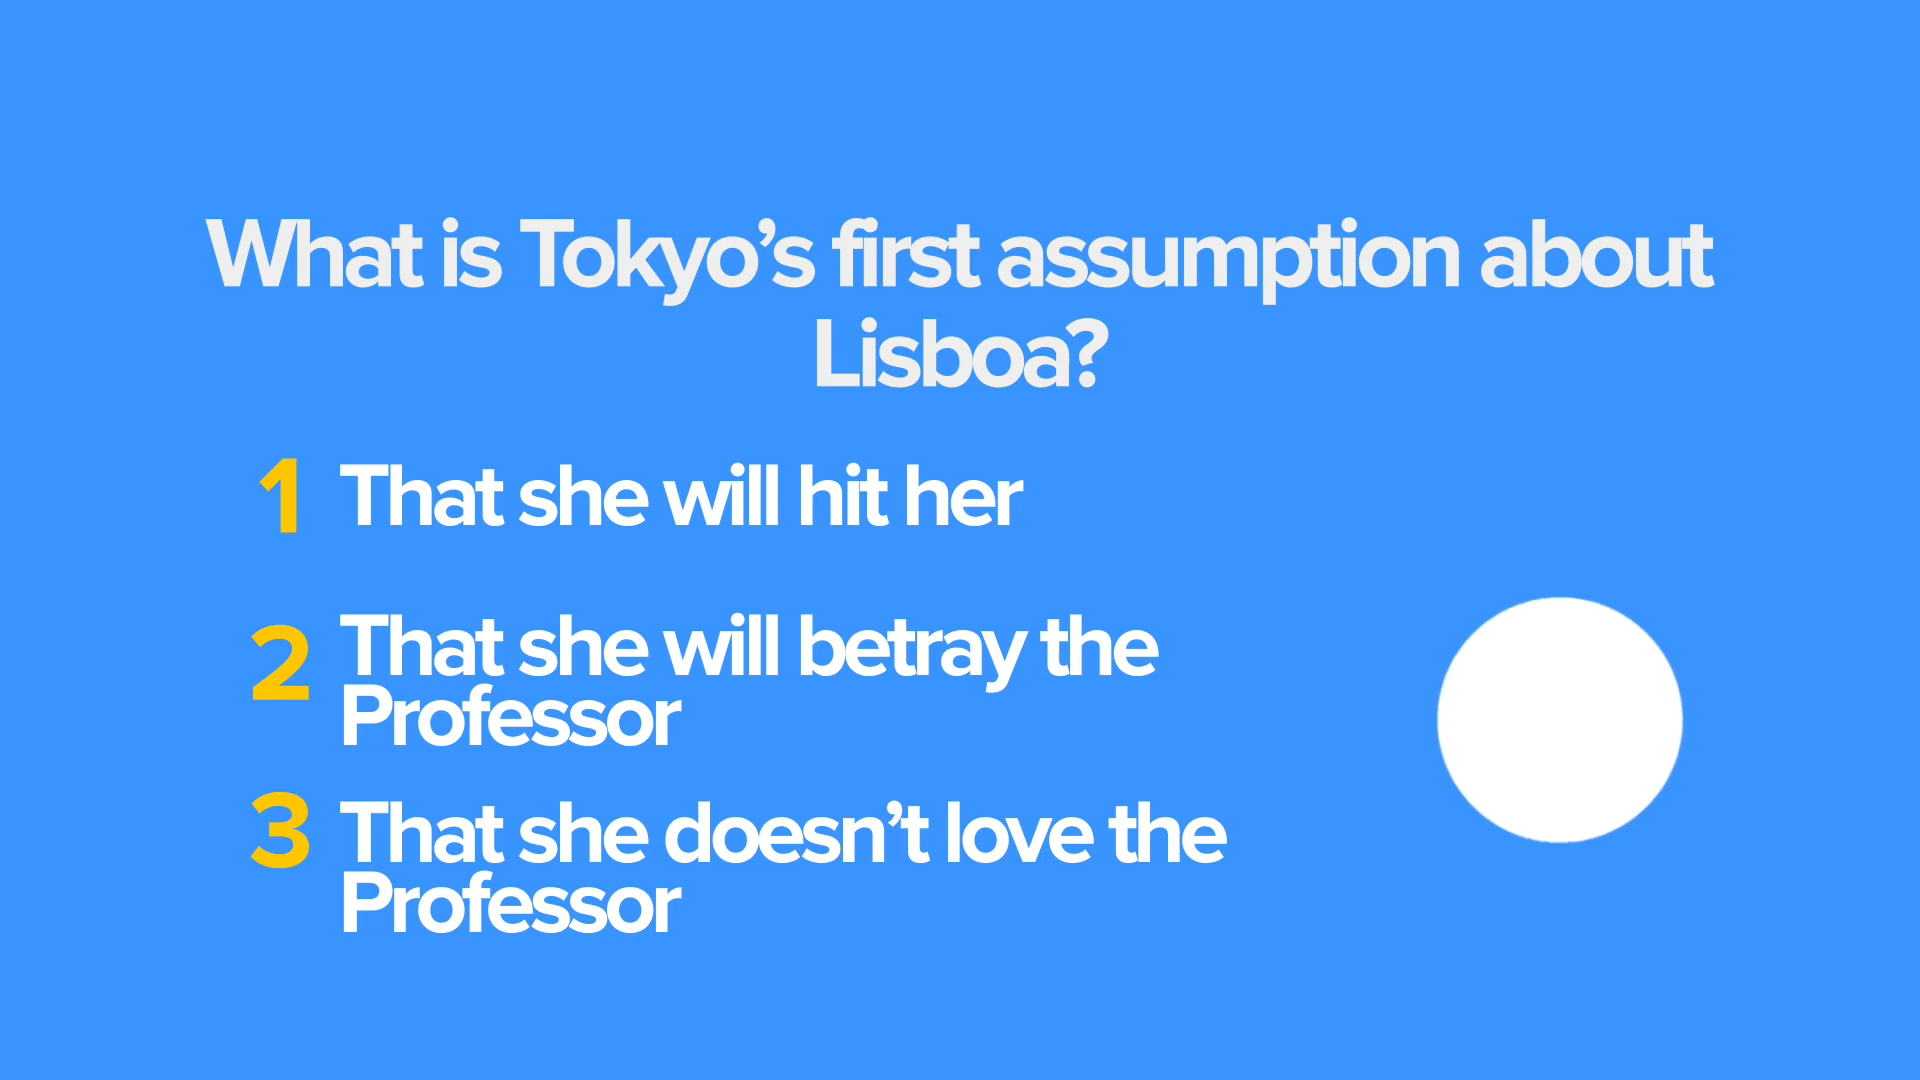 What is Tokyo’s first assumption about
Lisboa?
1 That she will hit her
2 That she will betray the
Professor
3 That she doesn’t love the
Professor